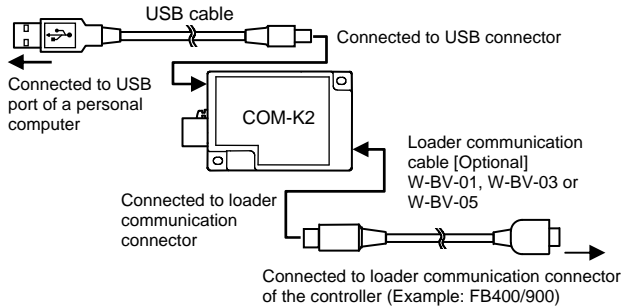 USB cable
Connected to USB connector
Connected to USB
port of a personal
computer
COM-K2
Loader communication
cable [Optional]
W-BV-01, W-BV-03 or
W-BV-05
Connected to loader
communication
connector
Connected to loader communication connector
of the controller (Example: FB400/900)